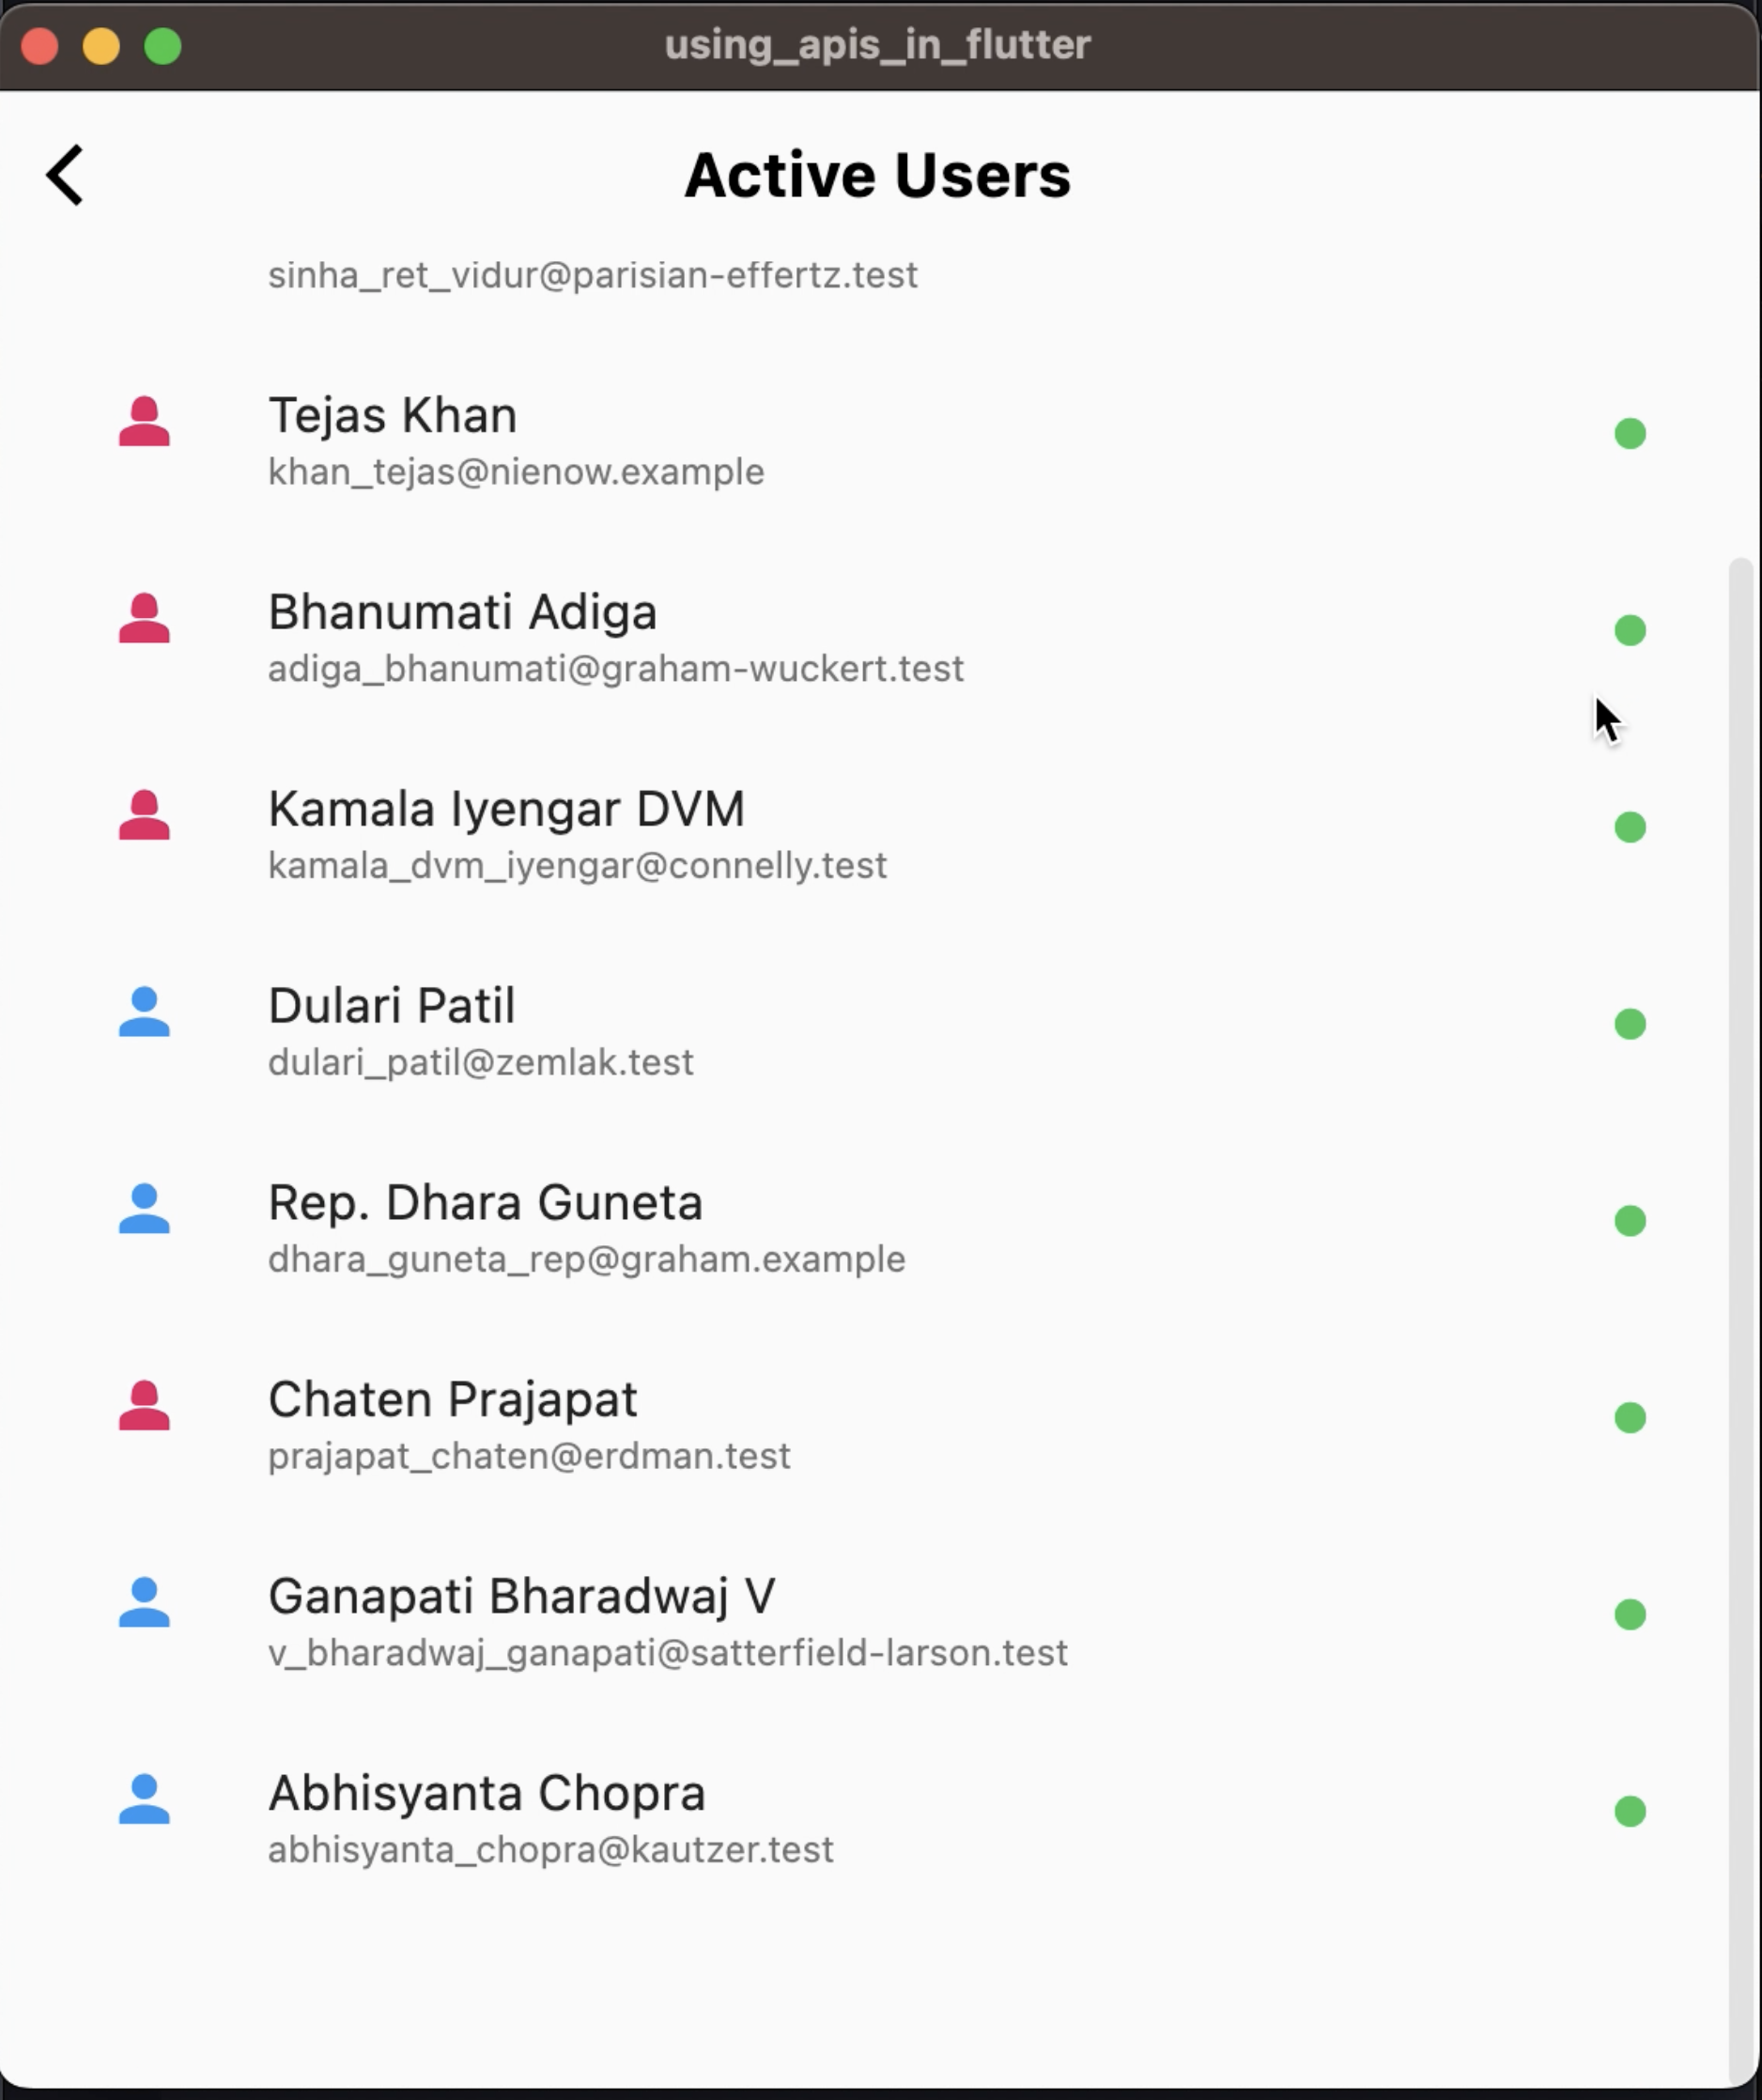 using_apis_in_flutter
Active Users
sinha_ret_vidur@parisian-effertz.test
Tejas Khan
khan_tejas@nienow.example
Bhanumati Adiga
adiga_bhanumati@graham-wuckert.test
Kamala Iyengar DVM
kamala_dvm_iyengar@connelly.test
Dulari Patil
dulari_patil@zemlak.test
Rep. Dhara Guneta
dhara_guneta_rep@graham.example
Chaten Prajapat
prajapat_chaten@erdman.test
Ganapati Bharadwaj V
v_bharadwaj_ganapati@satterfield-larson.test
Abhisyanta Chopra
abhisyanta_chopra@kautzer.test